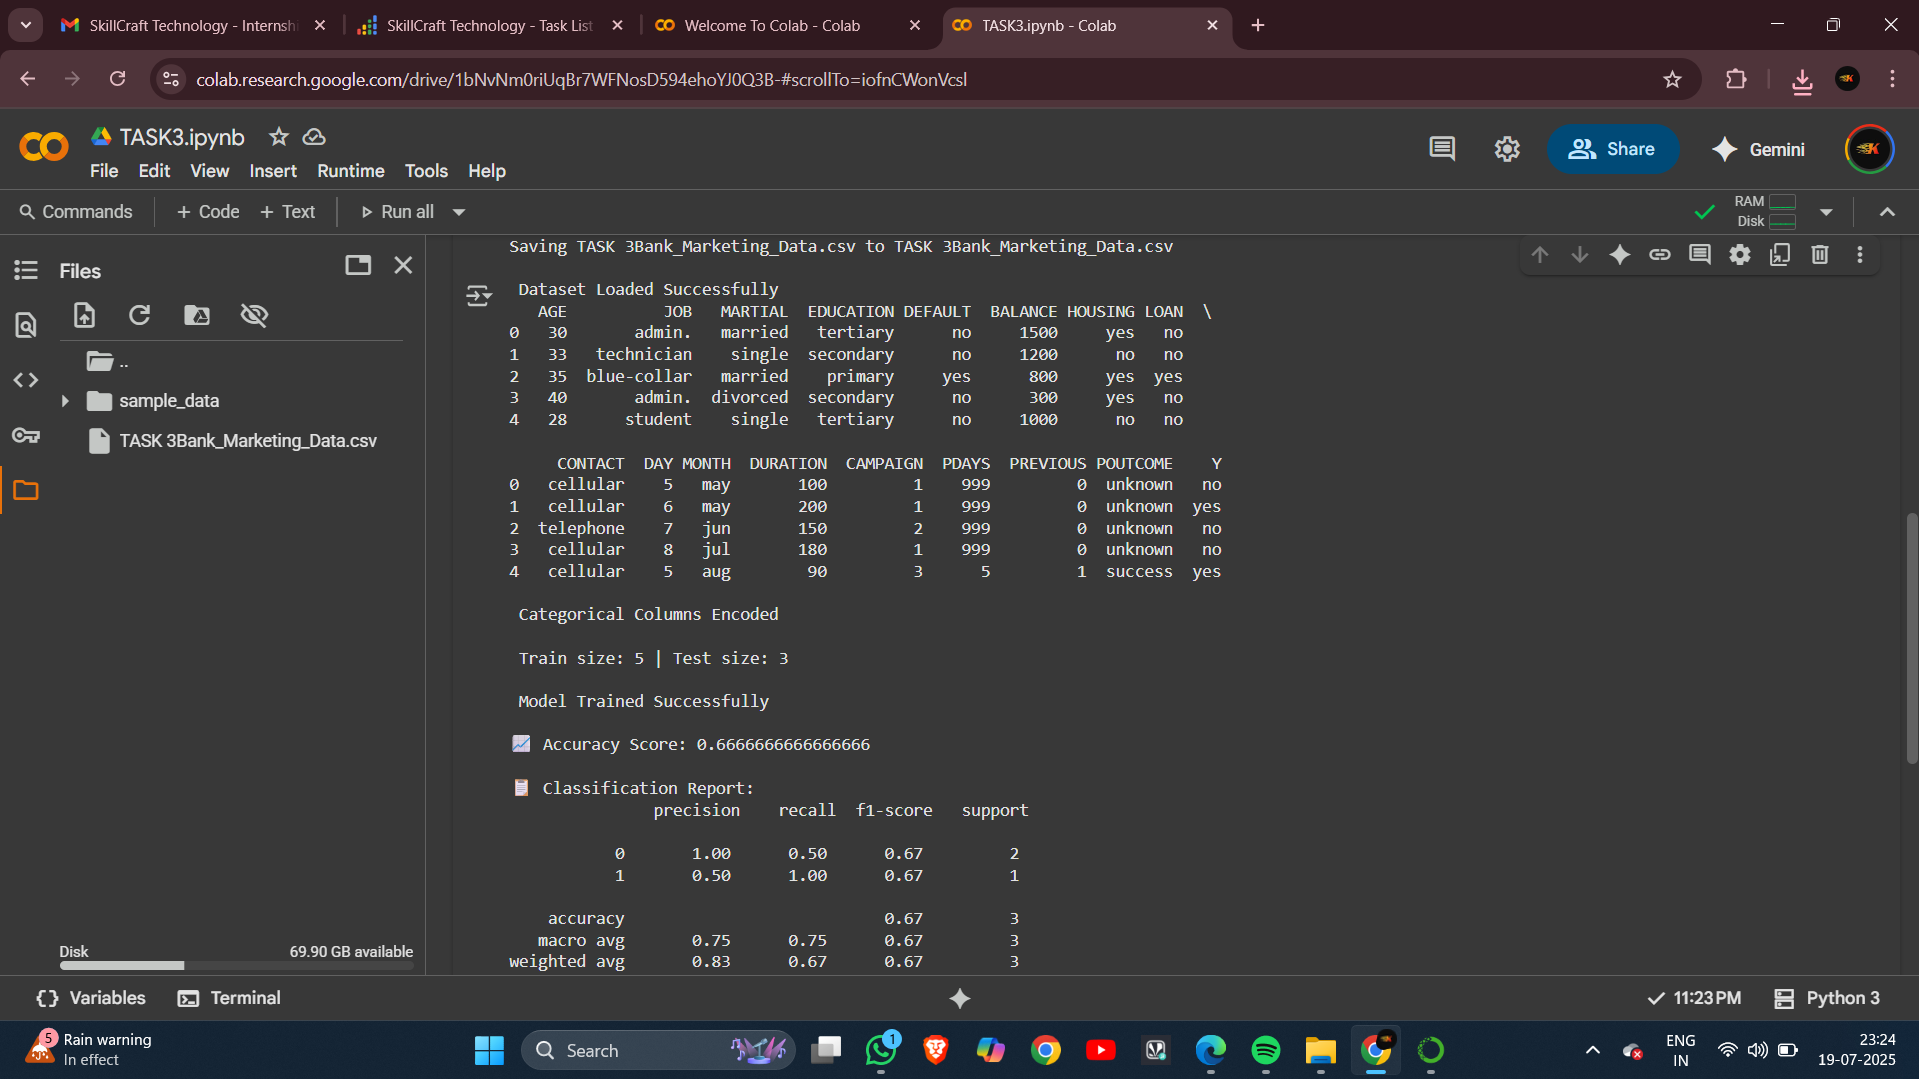 SkillCraft Technology - Internshi
SkillCraft Technology - Task List
Welcome To Colab - Colab
TASK3.ipynb - Colab
colab.research.google.com/drive/1bNvNm0riUqBr7WFNosD594ehoYJ0Q3B-#scrollTo=iofnCWonVcsl
TASK3.ipynb
File Edit View Insert Runtime Tools Help
Share
Gemini
Commands + Code + Text Run all
RAM
Disk
Files
..
sample_data
TASK 3Bank_Marketing_Data.csv
Disk 69.90 GB available
Saving TASK 3Bank_Marketing_Data.csv to TASK 3Bank_Marketing_Data.csv
Dataset Loaded Successfully
AGE JOB MARTIAL EDUCATION DEFAULT BALANCE HOUSING LOAN \
0 30 admin. married tertiary no 1500 yes no
1 33 technician single secondary no 1200 no no
2 35 blue-collar married primary yes 800 yes yes
3 40 admin. divorced secondary no 300 yes no
4 28 student single tertiary no 1000 no no
CONTACT DAY MONTH DURATION CAMPAIGN PDAYS PREVIOUS POUTCOME Y
0 cellular 5 may 100 1 999 0 unknown no
1 cellular 6 may 200 1 999 0 unknown yes
2 telephone 7 jun 150 2 999 0 unknown no
3 cellular 8 jul 180 1 999 0 unknown no
4 cellular 5 aug 90 3 5 1 success yes
Categorical Columns Encoded
Train size: 5 | Test size: 3
Model Trained Successfully
📈 Accuracy Score: 0.6666666666666666
📋 Classification Report:
precision recall f1-score support
0 1.00 0.50 0.67 2
1 0.50 1.00 0.67 1
accuracy 0.67 3
macro avg 0.75 0.75 0.67 3
weighted avg 0.83 0.67 0.67 3
Variables Terminal
11:23 PM Python 3
5
Rain warning
In effect
Search
1
ENG
IN
23:24
19-07-2025